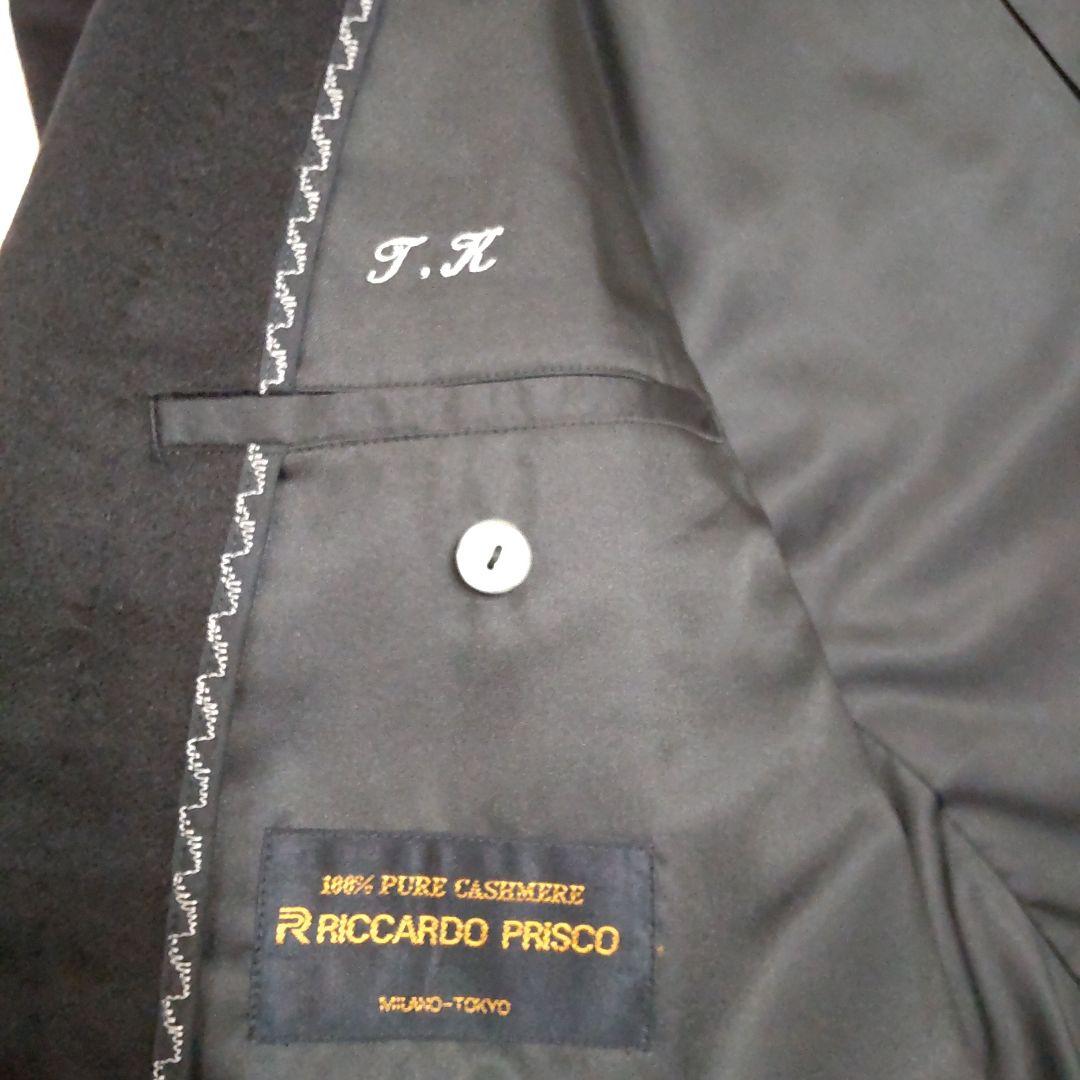 T.K
100% PURE CASHMERE
R RICCARDO PRISCO
MILANO-TOKYO